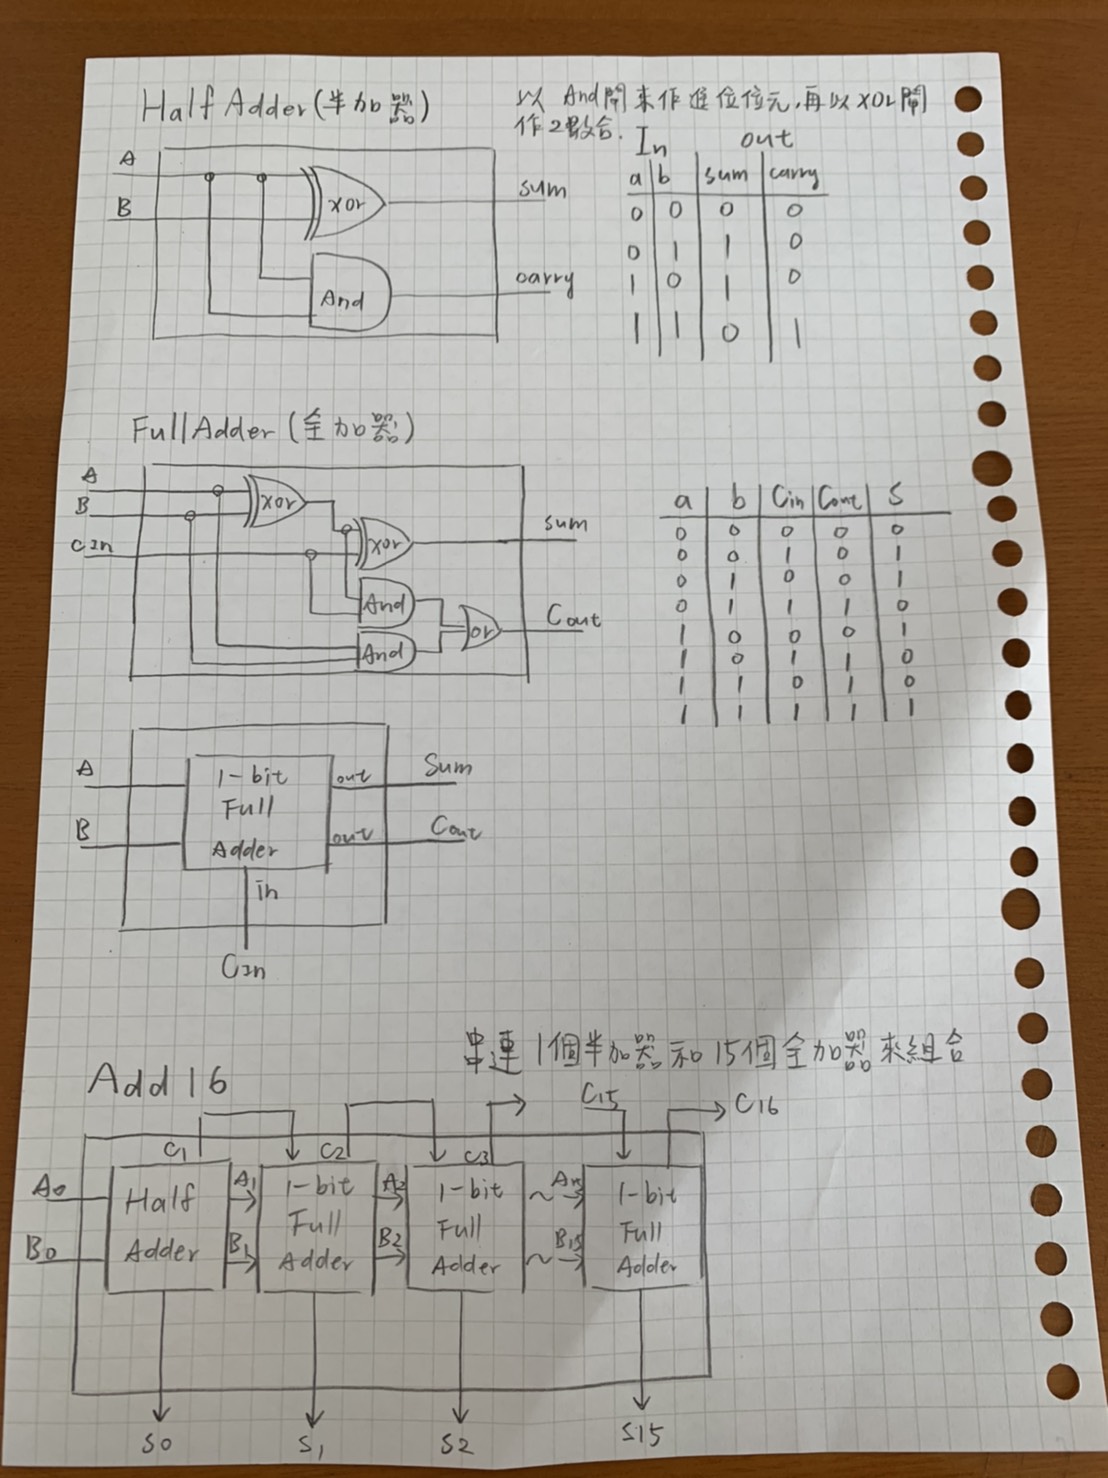 Half Adder (半加器)
以 And閘來作進位位元,再以XOr閘
作2數合.
In out
a b sum carry
0 0 0 0
0 1 1 0
1 0 1 0
1 1 0 1
A
B
xor
And
sum
carry
Full Adder (全加器)
A
B
CIn
xor
xor
And
And
or
sum
Cout
a b Cin Cout S
0 0 0 0 0
0 0 1 0 1
0 1 0 0 1
0 1 1 1 0
1 0 0 0 1
1 0 1 1 0
1 1 0 1 0
1 1 1 1 1
A
B
1-bit
Full
Adder
out
out
in
Sum
Cout
CIn
串連1個半加器和15個全加器來組合
Add16
C1 C2 C3 C15 C16
A0 A1 A2
B0 B1 B2 B15
Half
Adder
1-bit
Full
Adder
1-bit
Full
Adder
1-bit
Full
Adder
S0 S1 S2 S15